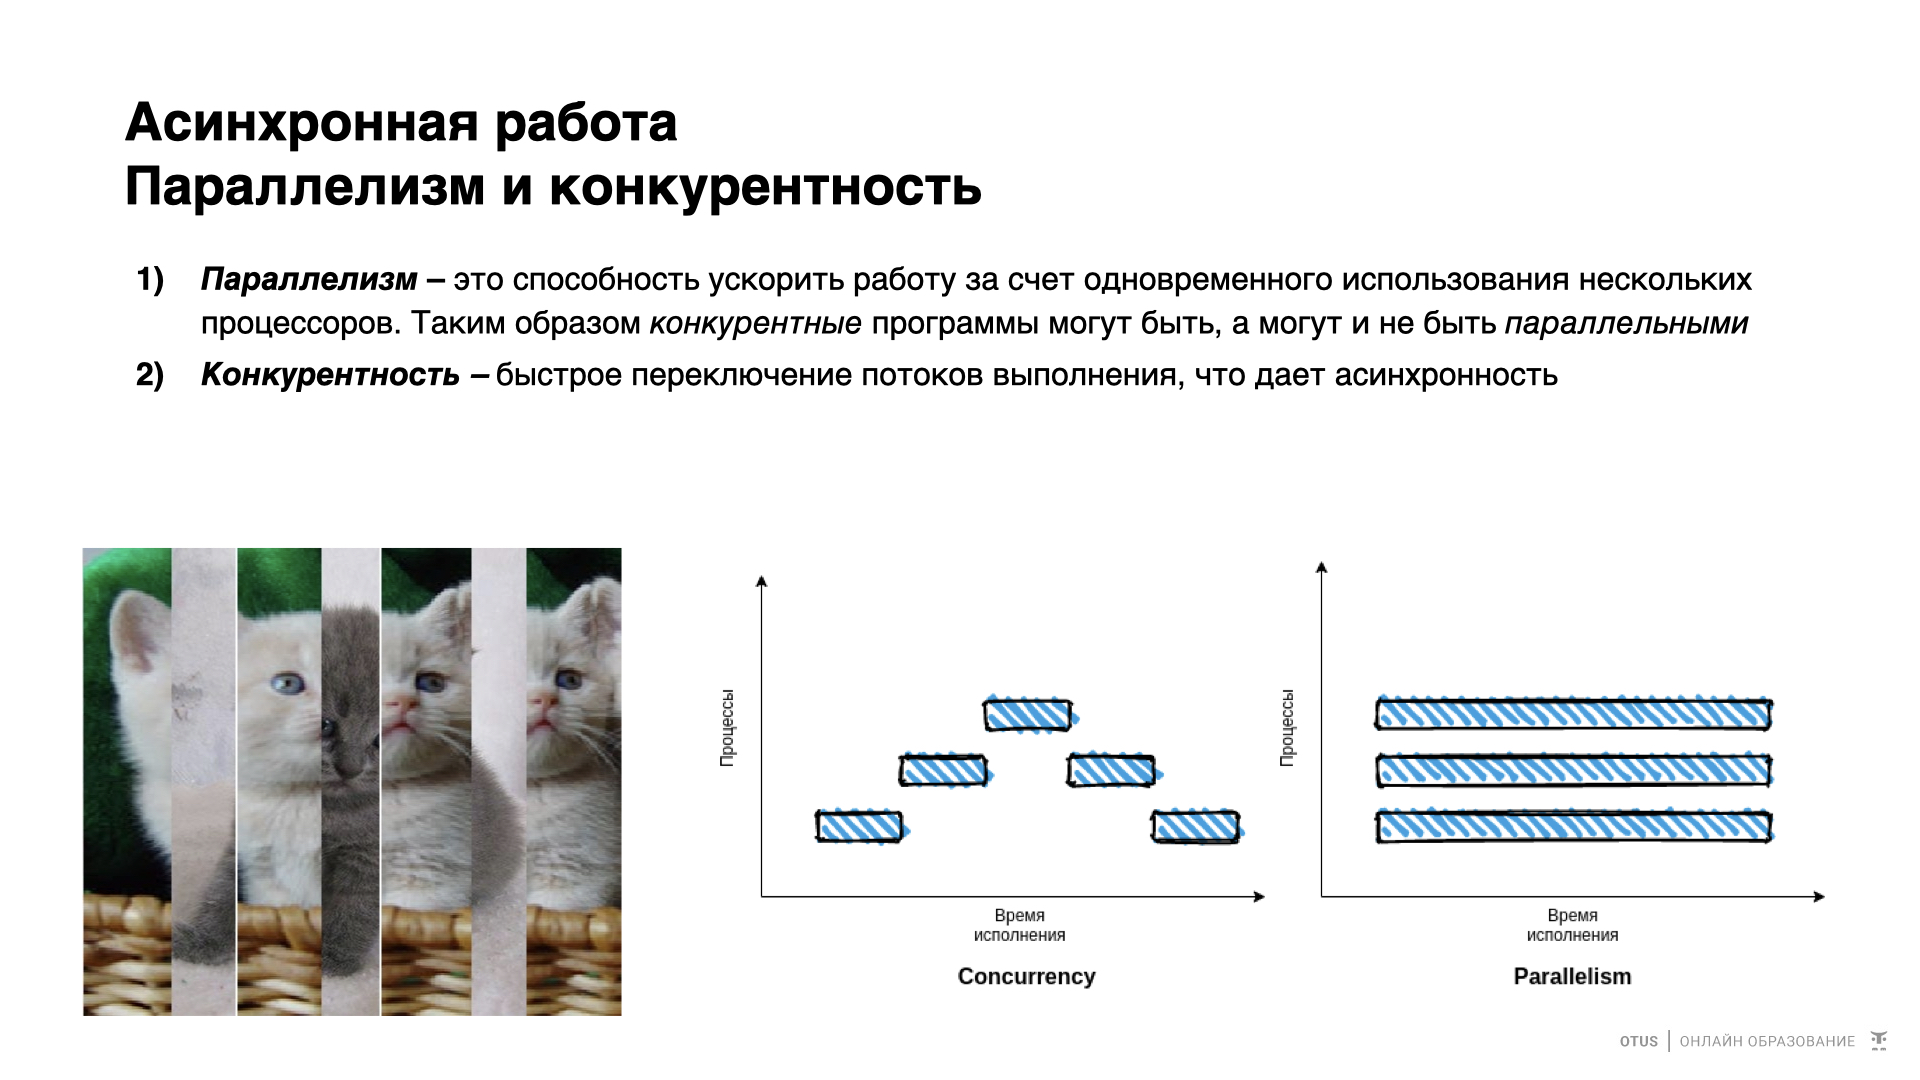 Асинхронная работа
Параллелизм и конкурентность
1) Параллелизм – это способность ускорить работу за счет одновременного использования нескольких
процессоров. Таким образом конкурентные программы могут быть, а могут и не быть параллельными
2) Конкурентность – быстрое переключение потоков выполнения, что дает асинхронность
Процессы
Время
исполнения
Concurrency
Процессы
Время
исполнения
Parallelism
OTUS | ОНЛАЙН ОБРАЗОВАНИЕ